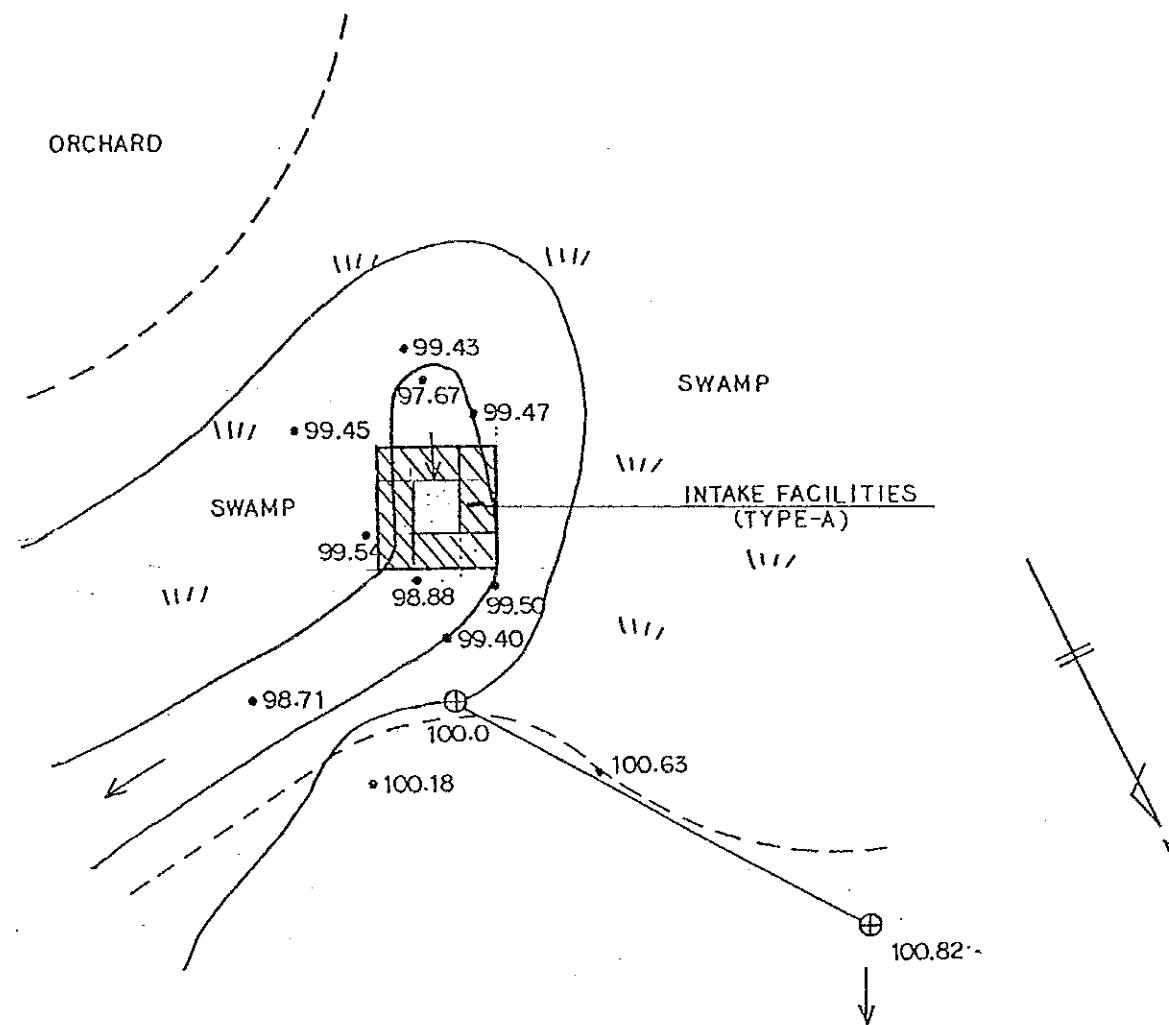 ORCHARD
99.43
97.67
SWAMP
99.47
99.45
INTAKE FACILITIES
(TYPE-A)
SWAMP
99.54
98.88
99.50
99.40
98.71
100.0
100.63
100.18
100.82